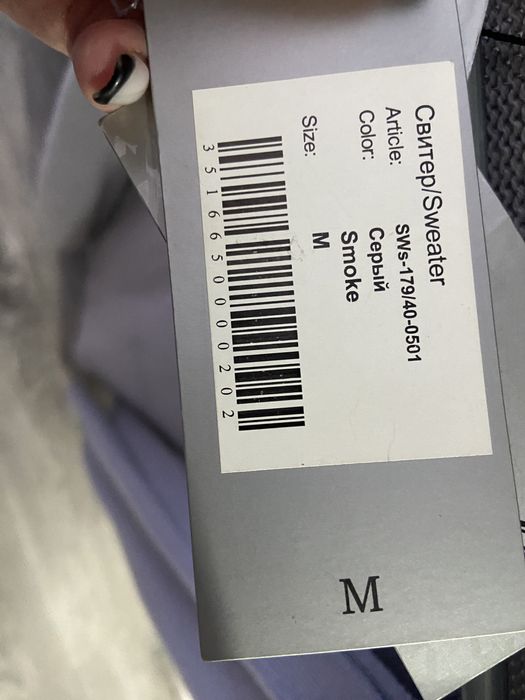 Свитер/Sweater
Article: SWs-179/40-0501
Color: Серый
Smoke
Size: M
3516650000202
M